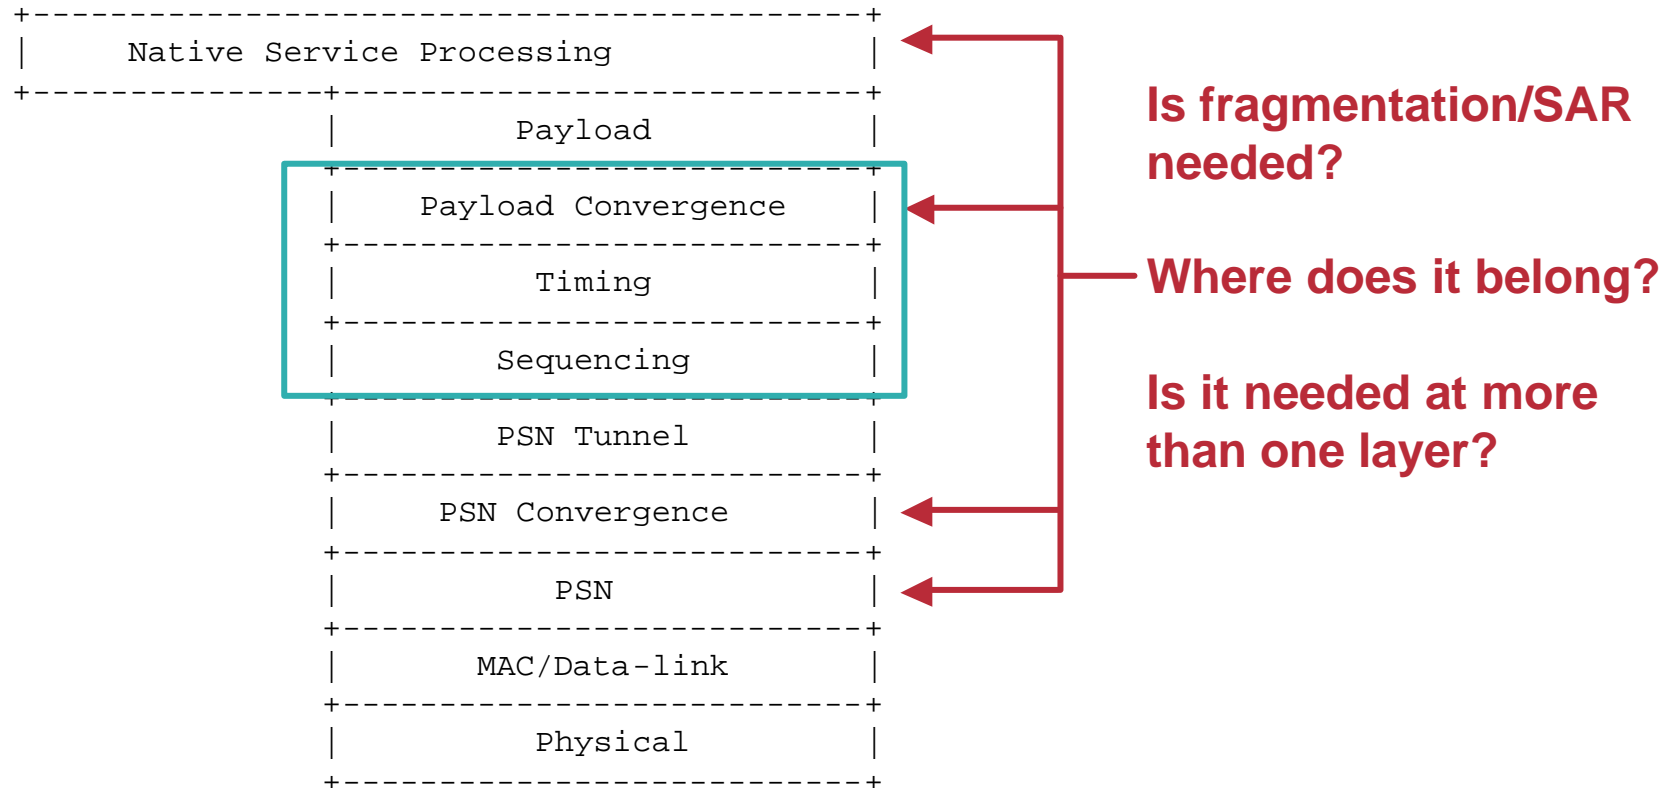 Native Service Processing
Payload
Payload Convergence
Timing
Sequencing
PSN Tunnel
PSN Convergence
PSN
MAC/Data-link
Physical
Is fragmentation/SAR
needed?
Where does it belong?
Is it needed at more
than one layer?